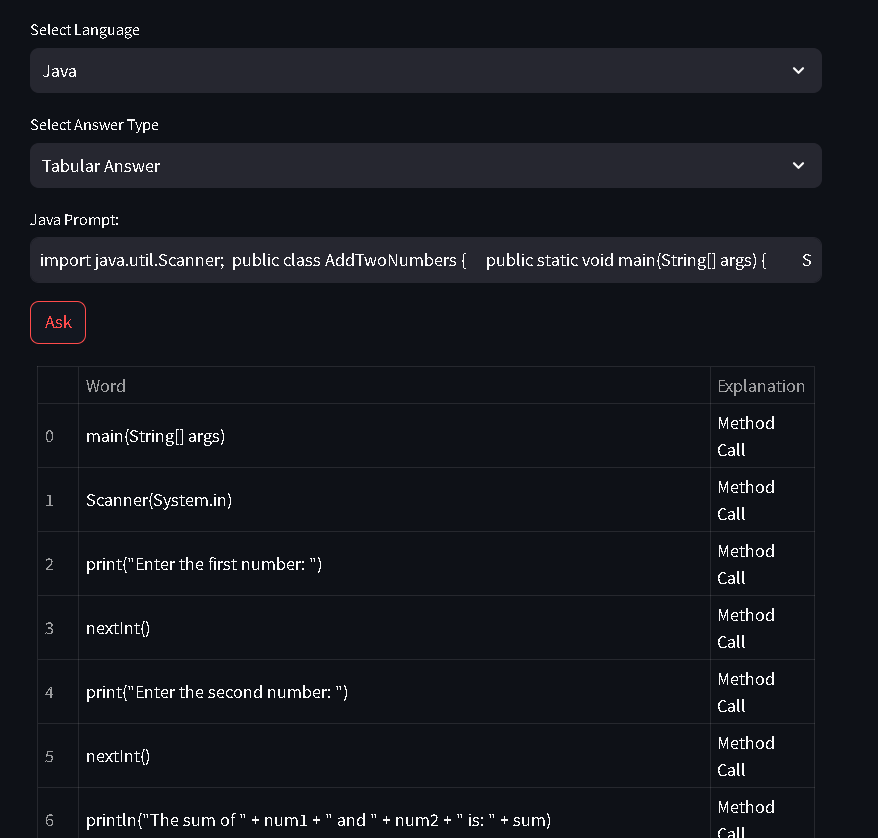 Select Language
Java
Select Answer Type
Tabular Answer
Java Prompt:
import java.util.Scanner;  public class AddTwoNumbers {     public static void main(String[] args) {         S
Ask
Word Explanation
0 main(String[] args) Method
Call
1 Scanner(System.in) Method
Call
2 print("Enter the first number: ") Method
Call
3 nextInt() Method
Call
4 print("Enter the second number: ") Method
Call
5 nextInt() Method
Call
6 println("The sum of " + num1 + " and " + num2 + " is: " + sum) Method
Call